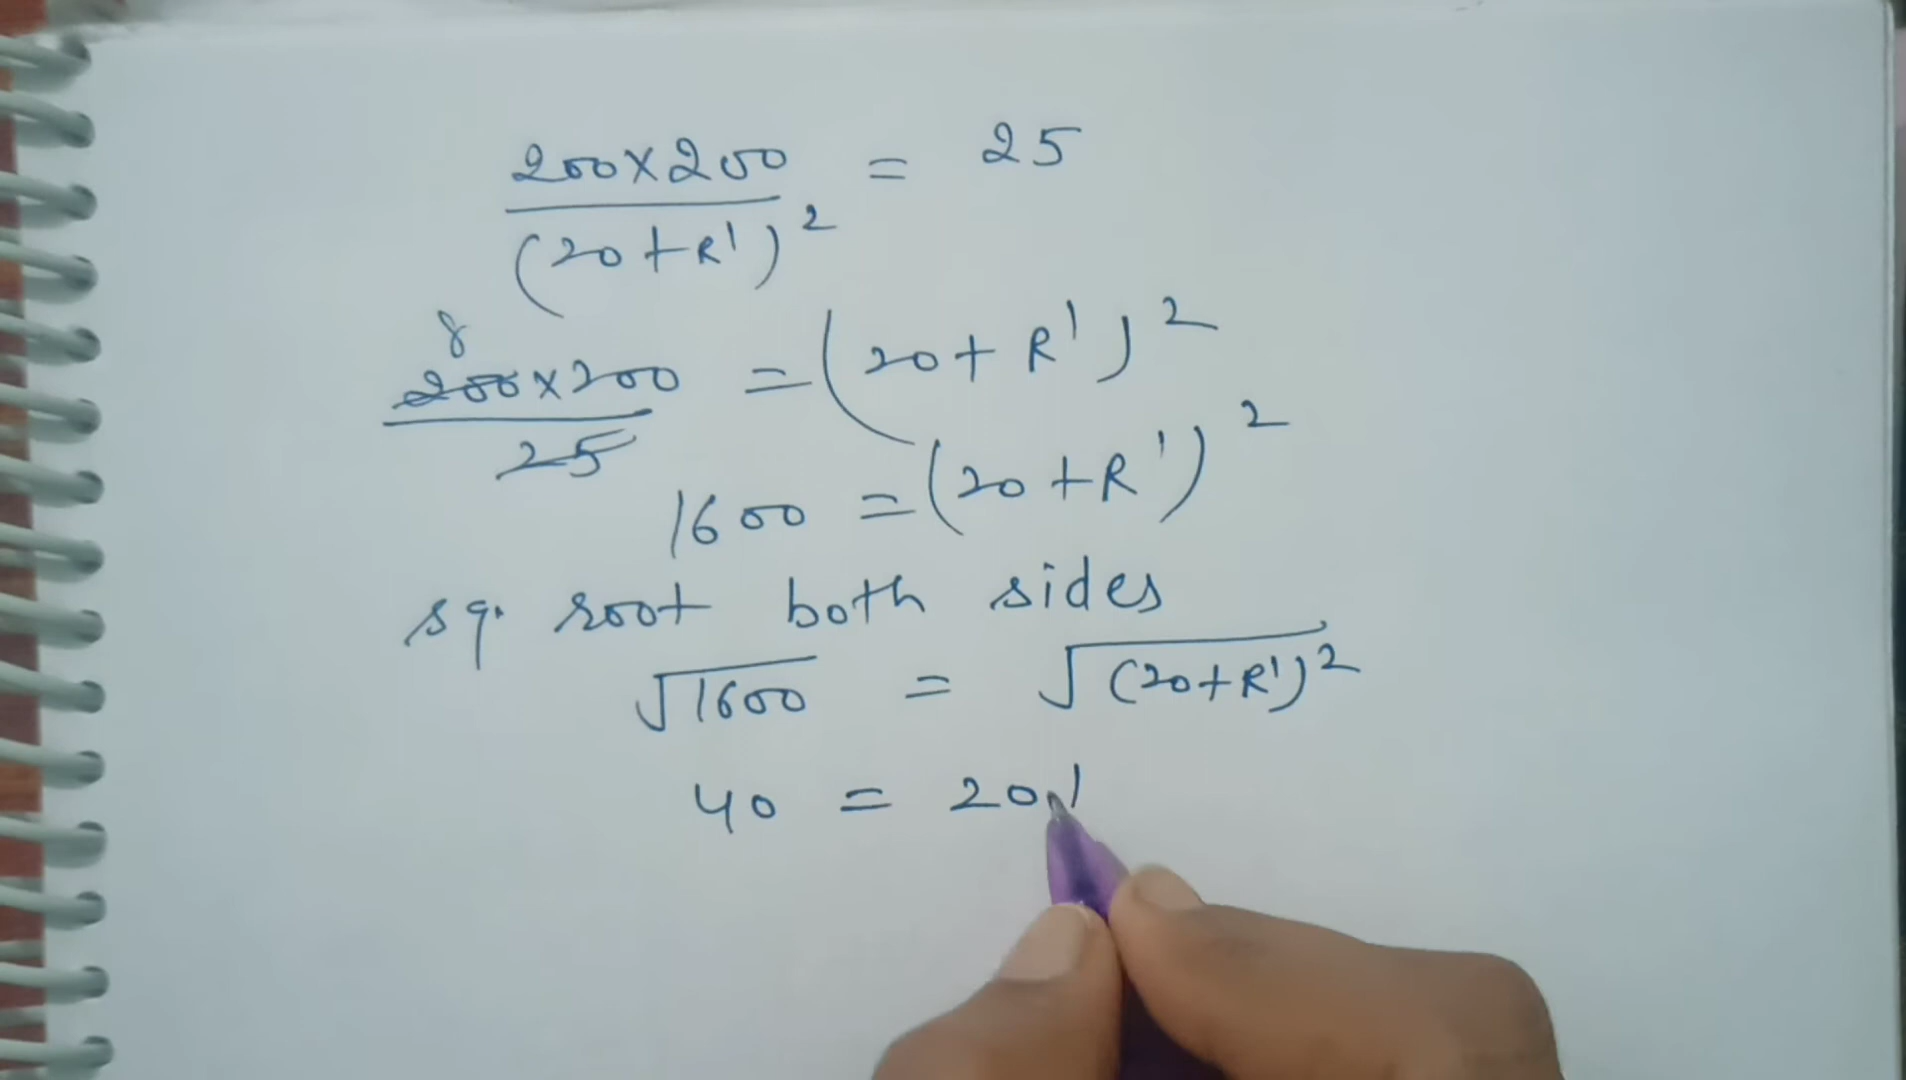 200×200 = 25
(20+R')²
8
200×200 = (20+R')²
25
1600 = (20+R')²
sq. root both sides
√1600 = √(20+R')²
40 = 20+